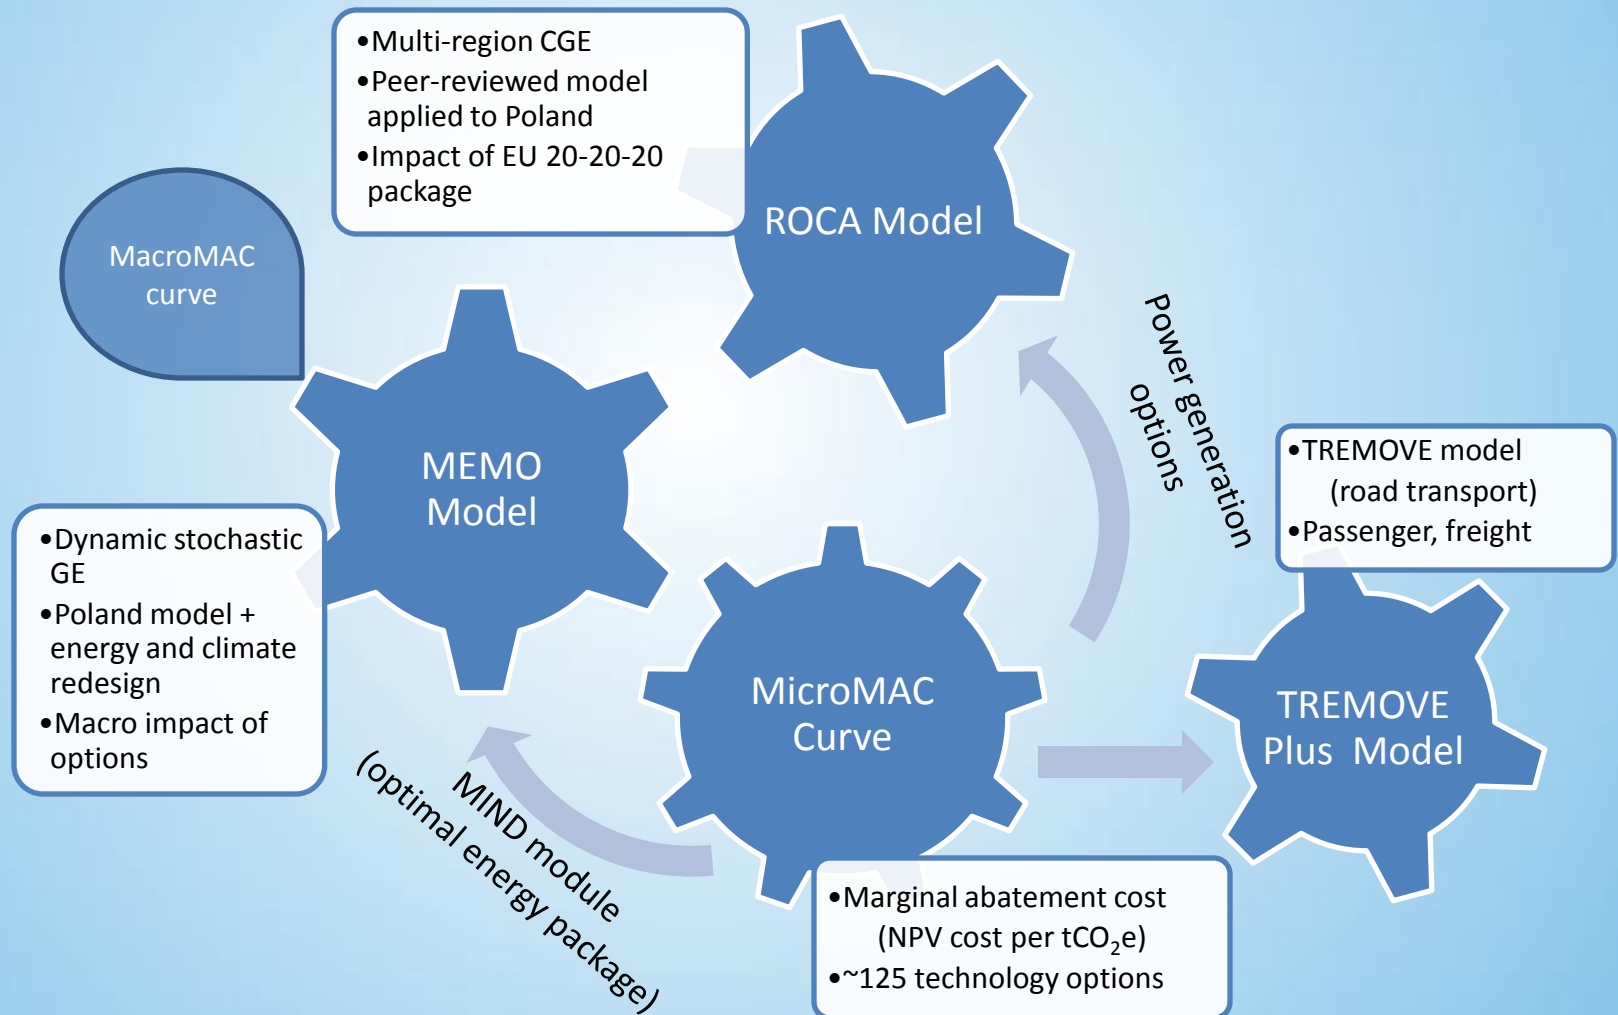 •Multi-region CGE
•Peer-reviewed model
applied to Poland
•Impact of EU 20-20-20
package
ROCA Model
MacroMAC
curve
MEMO
Model
•Dynamic stochastic
GE
•Poland model +
energy and climate
redesign
•Macro impact of
options
Power generation
options
•TREMOVE model
(road transport)
•Passenger, freight
MicroMAC
Curve
TREMOVE
Plus Model
MIND module
(optimal energy package)
•Marginal abatement cost
(NPV cost per tCO₂e)
•~125 technology options